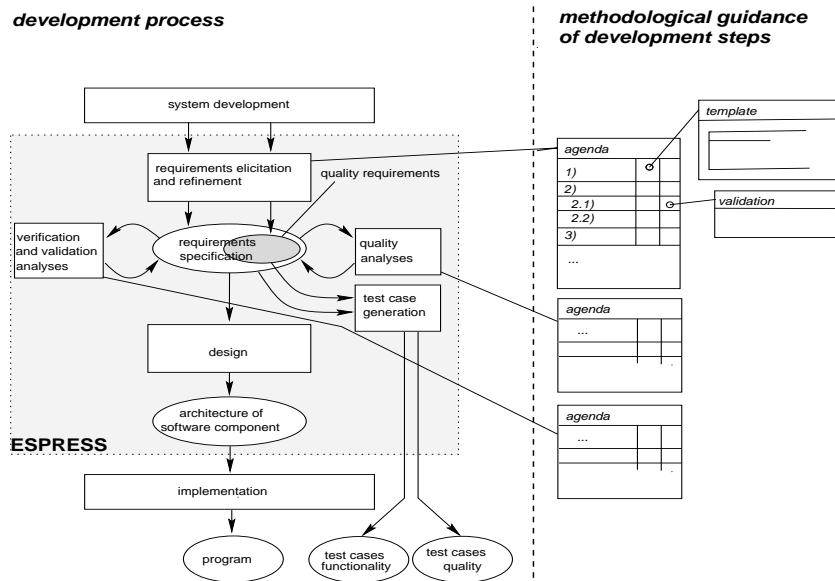 development process
methodological guidance
of development steps
system development
requirements elicitation
and refinement
quality requirements
verification
and validation
analyses
requirements
specification
quality
analyses
test case
generation
design
architecture of
software component
ESPRESS
implementation
program
test cases
functionality
test cases
quality
template
agenda
1)
2)
2.1)
2.2)
3)
...
validation
agenda
...
agenda
...